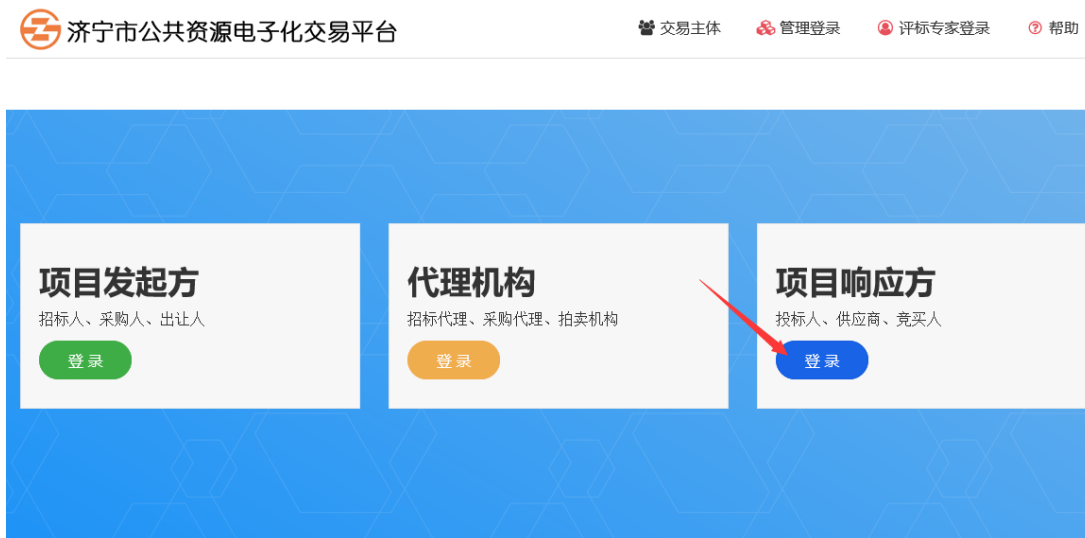 济宁市公共资源电子化交易平台
交易主体 管理登录 评标专家登录 帮助
项目发起方
招标人、采购人、出让人
登录
代理机构
招标代理、采购代理、拍卖机构
登录
项目响应方
投标人、供应商、竞买人
登录